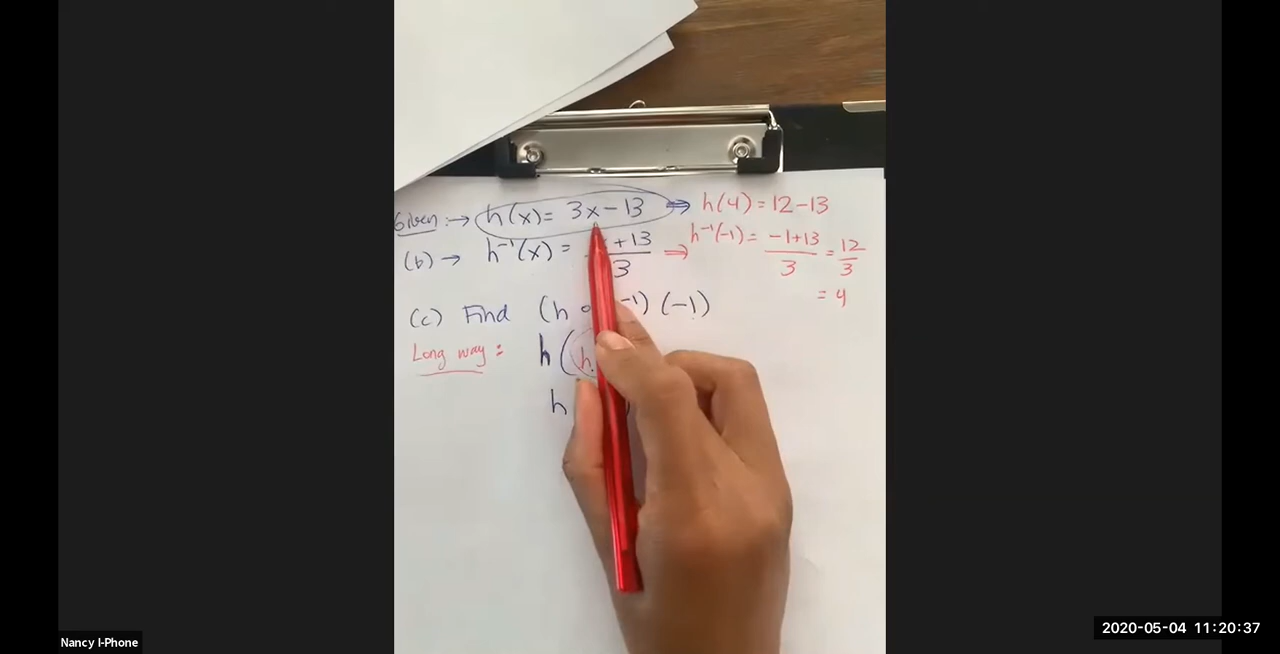 Given :→ h(x) = 3x - 13 ⇒ h(4) = 12 - 13
(b) → h⁻¹(x) = + 13 / 3 ⇒ h⁻¹(-1) = -1+13 / 3 = 12 / 3
= 4
(c) Find (h ∘ ⁻¹) (-1)
Long way : h ( h
h
Nancy I-Phone
2020-05-04 11:20:37